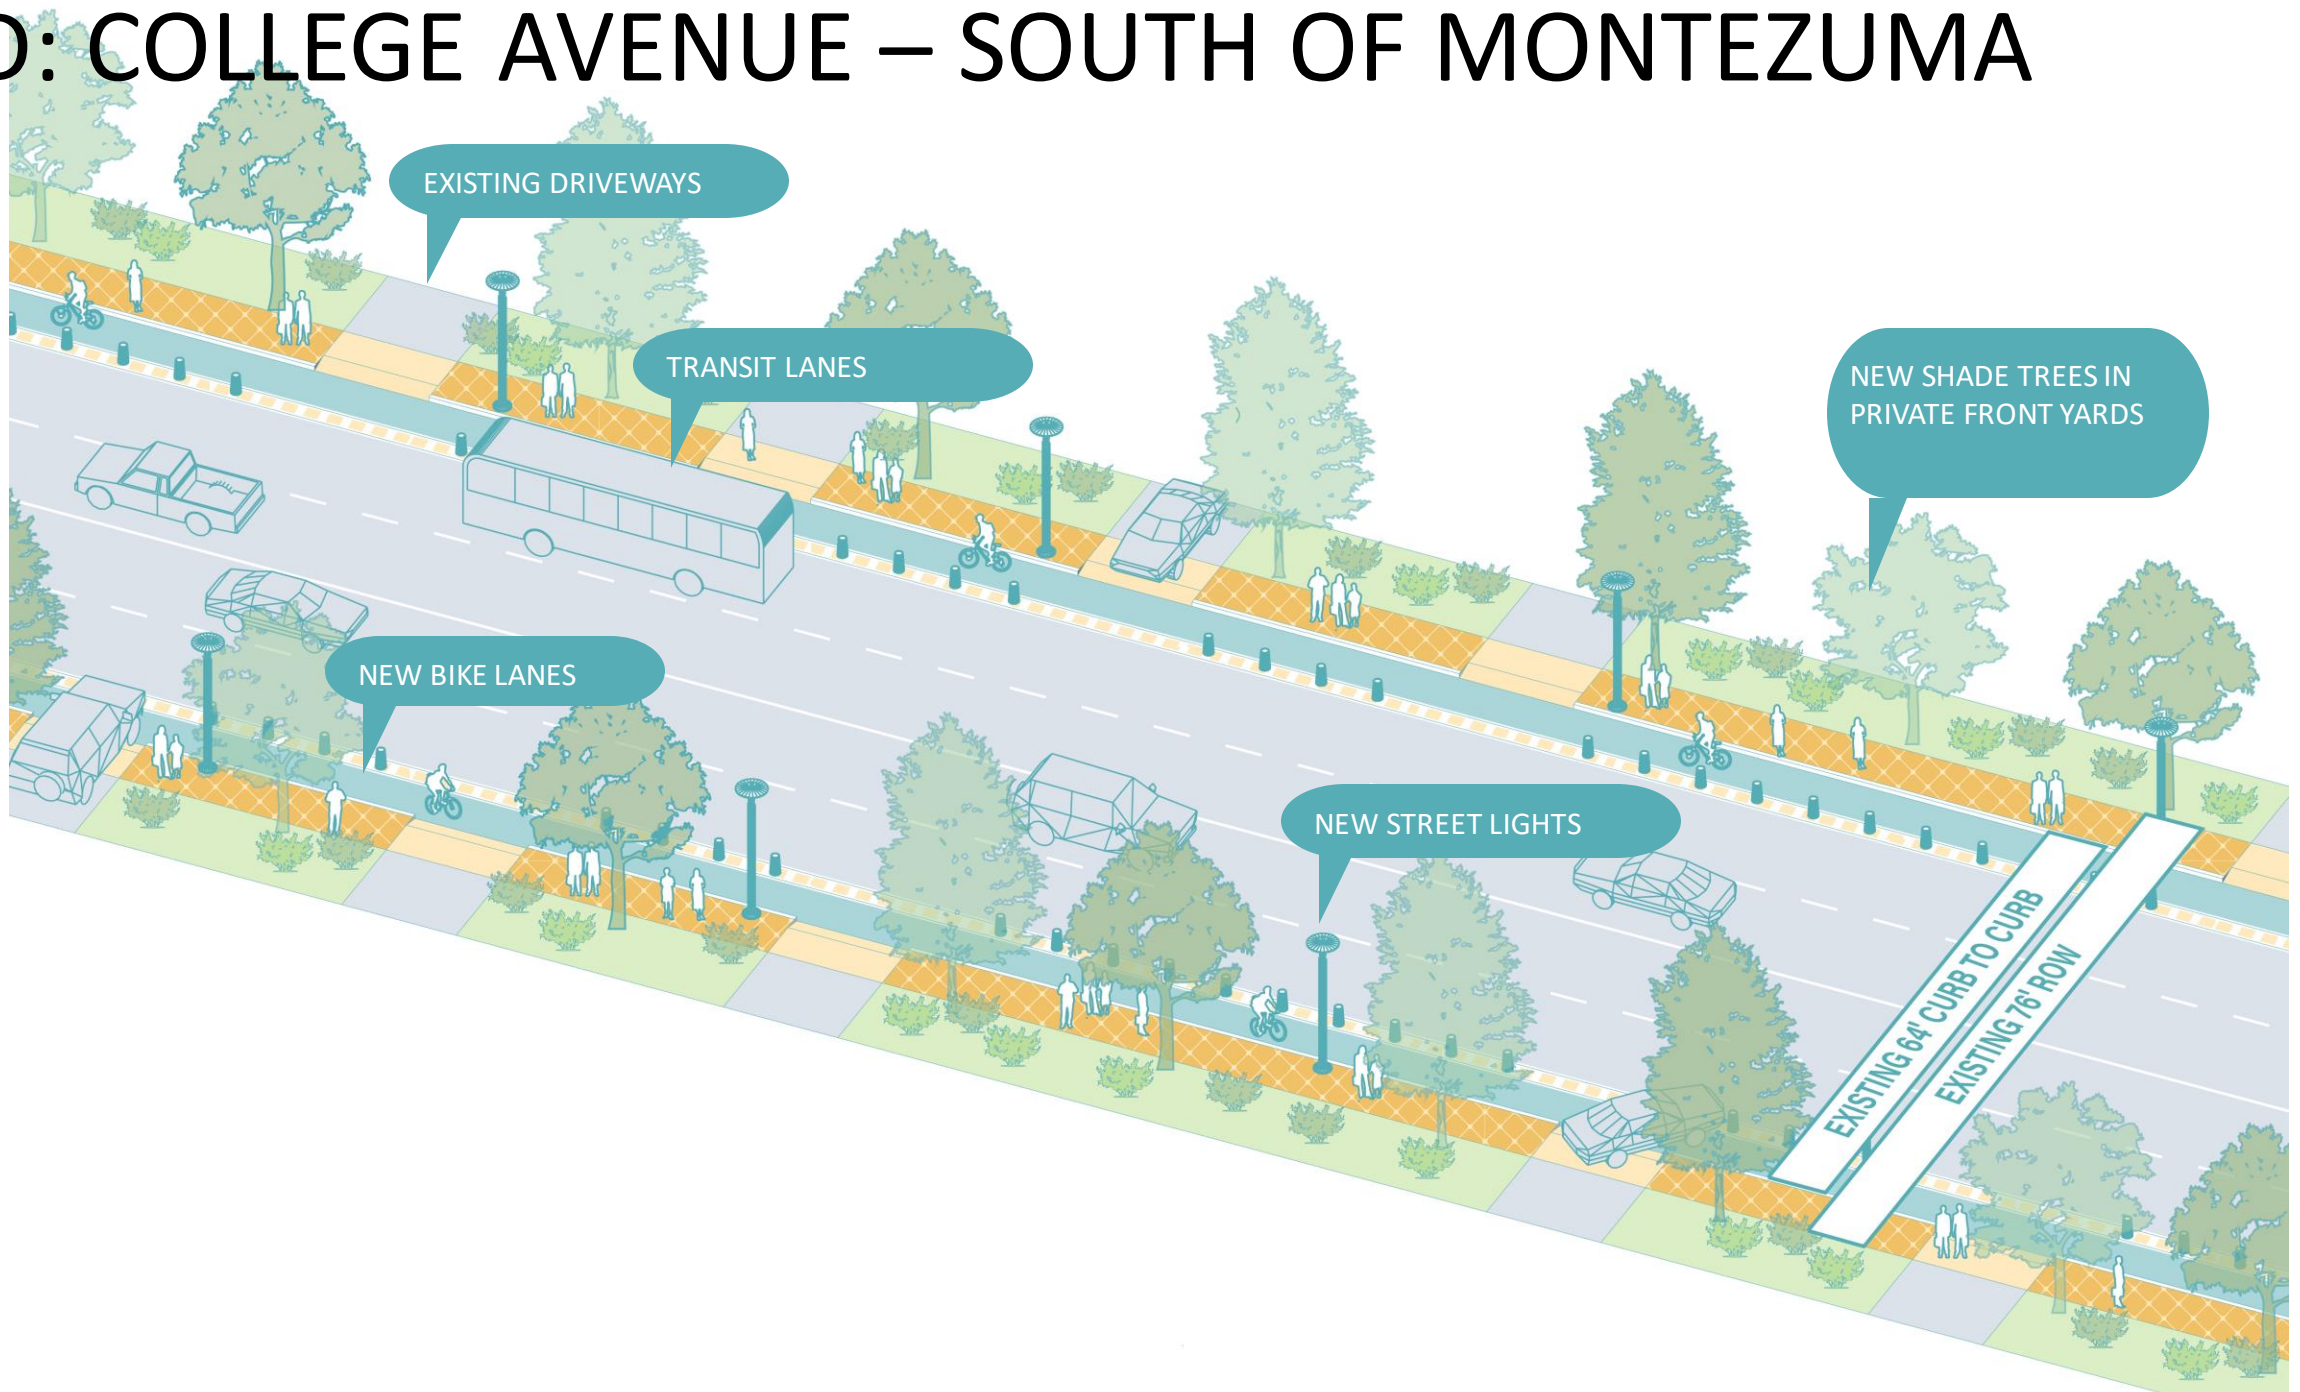 D: COLLEGE AVENUE – SOUTH OF MONTEZUMA
EXISTING DRIVEWAYS
TRANSIT LANES
NEW SHADE TREES IN
PRIVATE FRONT YARDS
NEW BIKE LANES
NEW STREET LIGHTS
EXISTING 64' CURB TO CURB
EXISTING 76' ROW